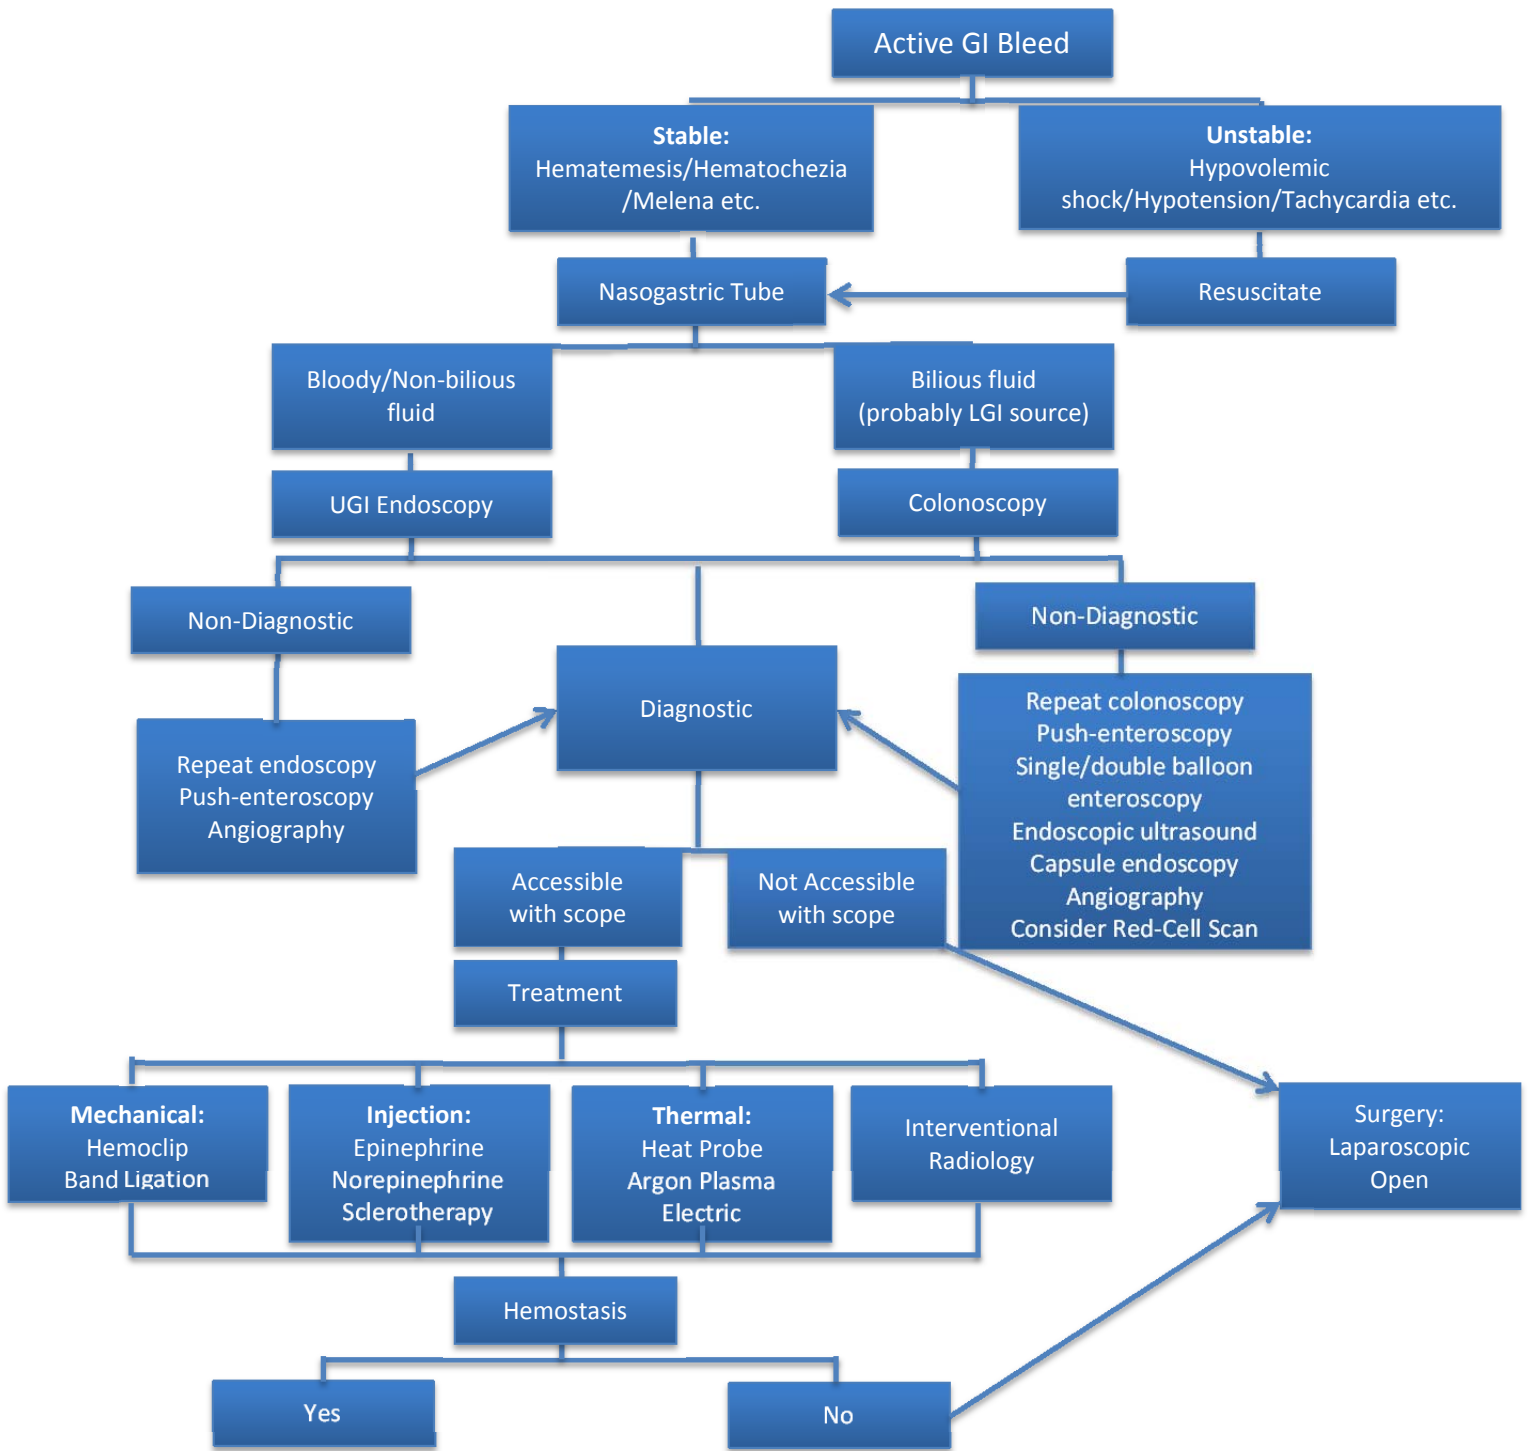 Active GI Bleed
Stable:
Hematemesis/Hematochezia
/Melena etc.
Unstable:
Hypovolemic
shock/Hypotension/Tachycardia etc.
Nasogastric Tube
Resuscitate
Bloody/Non-bilious
fluid
Bilious fluid
(probably LGI source)
UGI Endoscopy
Colonoscopy
Non-Diagnostic
Non-Diagnostic
Diagnostic
Repeat endoscopy
Push-enteroscopy
Angiography
Repeat colonoscopy
Push-enteroscopy
Single/double balloon
enteroscopy
Endoscopic ultrasound
Capsule endoscopy
Angiography
Consider Red-Cell Scan
Accessible
with scope
Not Accessible
with scope
Treatment
Mechanical:
Hemoclip
Band Ligation
Injection:
Epinephrine
Norepinephrine
Sclerotherapy
Thermal:
Heat Probe
Argon Plasma
Electric
Interventional
Radiology
Surgery:
Laparoscopic
Open
Hemostasis
Yes
No